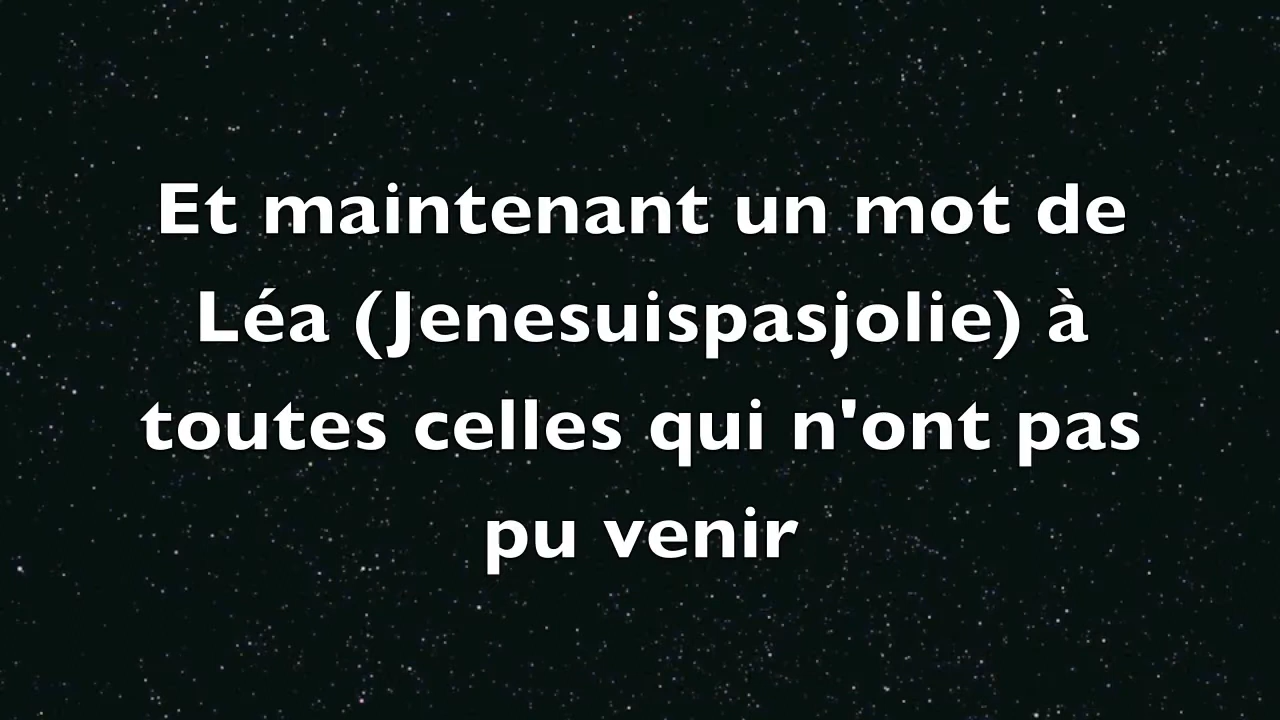 Et maintenant un mot de
Léa (Jenesuispasjolie) à
toutes celles qui n'ont pas
pu venir